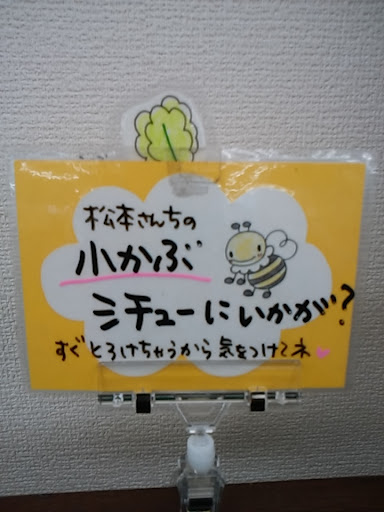 松本さんちの
小かぶ
ミチューにいかが?
すぐとろけちゃうから気をつけてネ